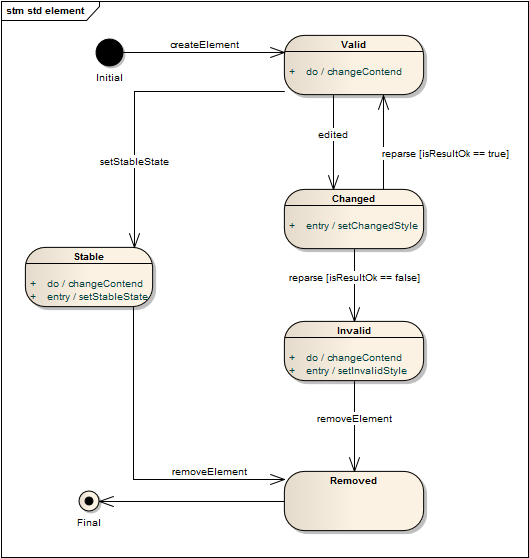 stm std element
createElement
Initial
Valid
+ do / changeContend
edited
reparse [isResultOk == true]
setStableState
Changed
+ entry / setChangedStyle
Stable
+ do / changeContend
+ entry / setStableState
reparse [isResultOk == false]
Invalid
+ do / changeContend
+ entry / setInvalidStyle
removeElement
removeElement
Removed
Final